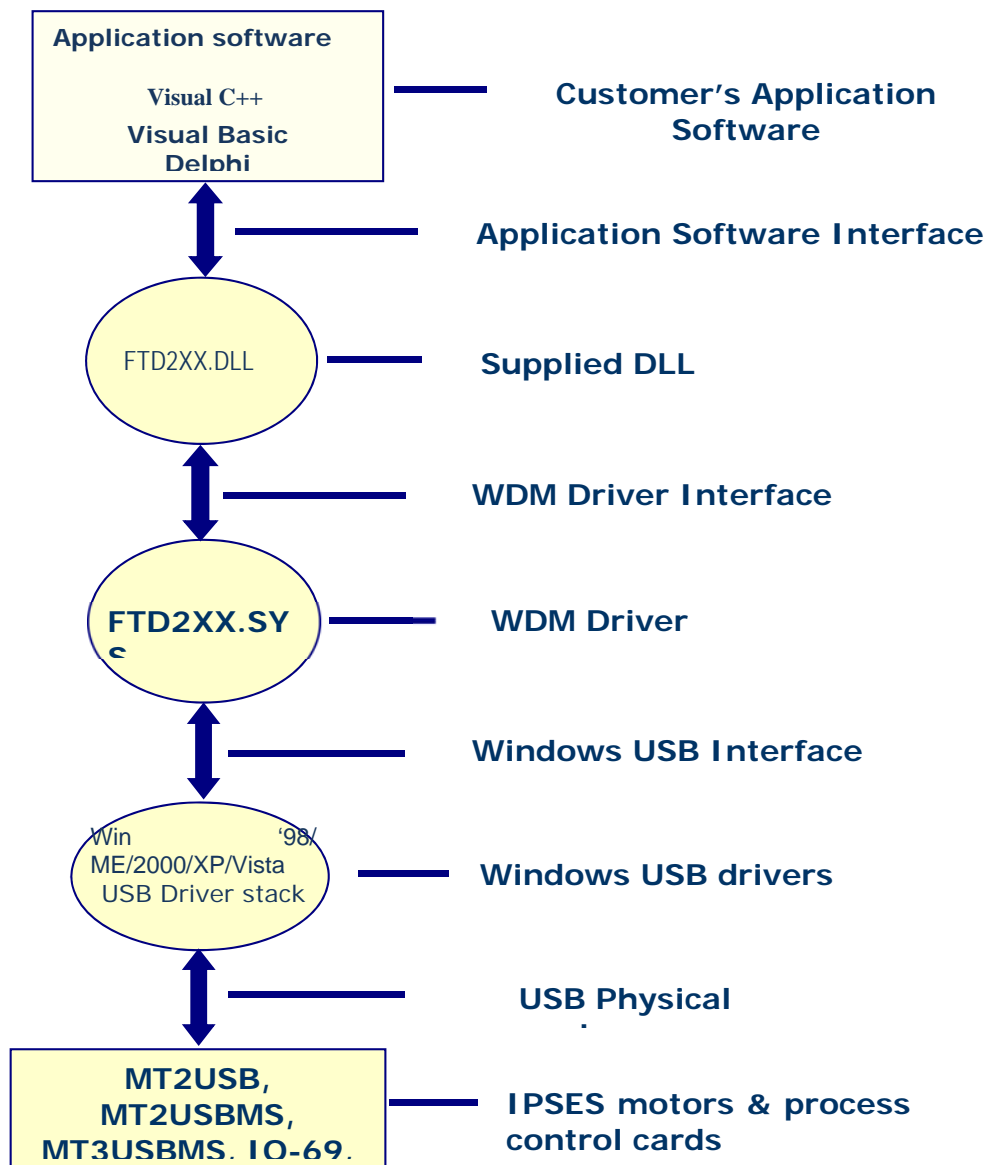 Application software
Visual C++
Visual Basic
Delphi
Customer's Application
Software
Application Software Interface
FTD2XX.DLL
Supplied DLL
WDM Driver Interface
FTD2XX.SY
S
WDM Driver
Windows USB Interface
Win ‘98/
ME/2000/XP/Vista
USB Driver stack
Windows USB drivers
USB Physical
MT2USB,
MT2USBMS,
MT3USBMS, IO-69,
IPSES motors & process
control cards